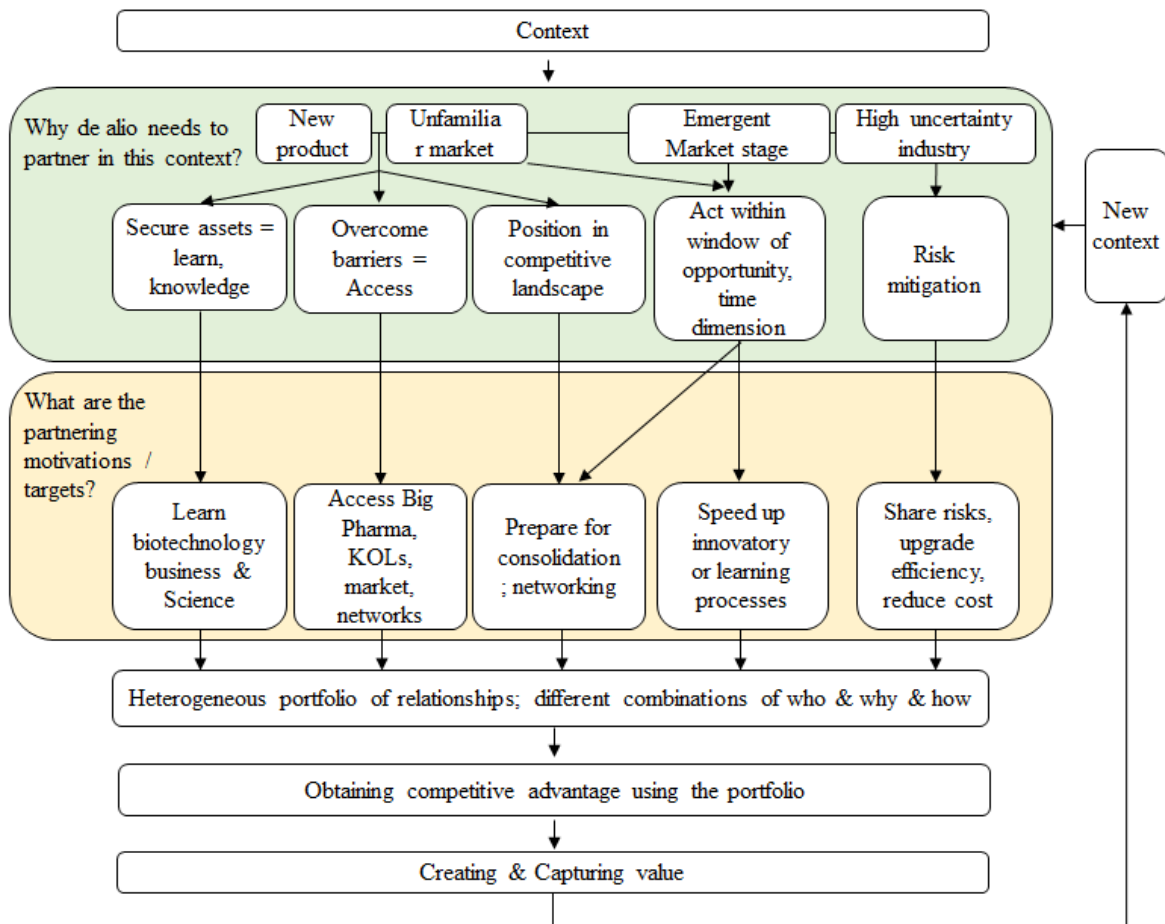 Context
Why de alio needs to
partner in this context?
New
product
Unfamilia
r market
Emergent
Market stage
High uncertainty
industry
New
context
Secure assets =
learn,
knowledge
Overcome
barriers =
Access
Position in
competitive
landscape
Act within
window of
opportunity,
time
dimension
Risk
mitigation
What are the
partnering
motivations /
targets?
Learn
biotechnology
business &
Science
Access Big
Pharma,
KOLs,
market,
networks
Prepare for
consolidation
; networking
Speed up
innovatory
or learning
processes
Share risks,
upgrade
efficiency,
reduce cost
Heterogeneous portfolio of relationships; different combinations of who & why & how
Obtaining competitive advantage using the portfolio
Creating & Capturing value